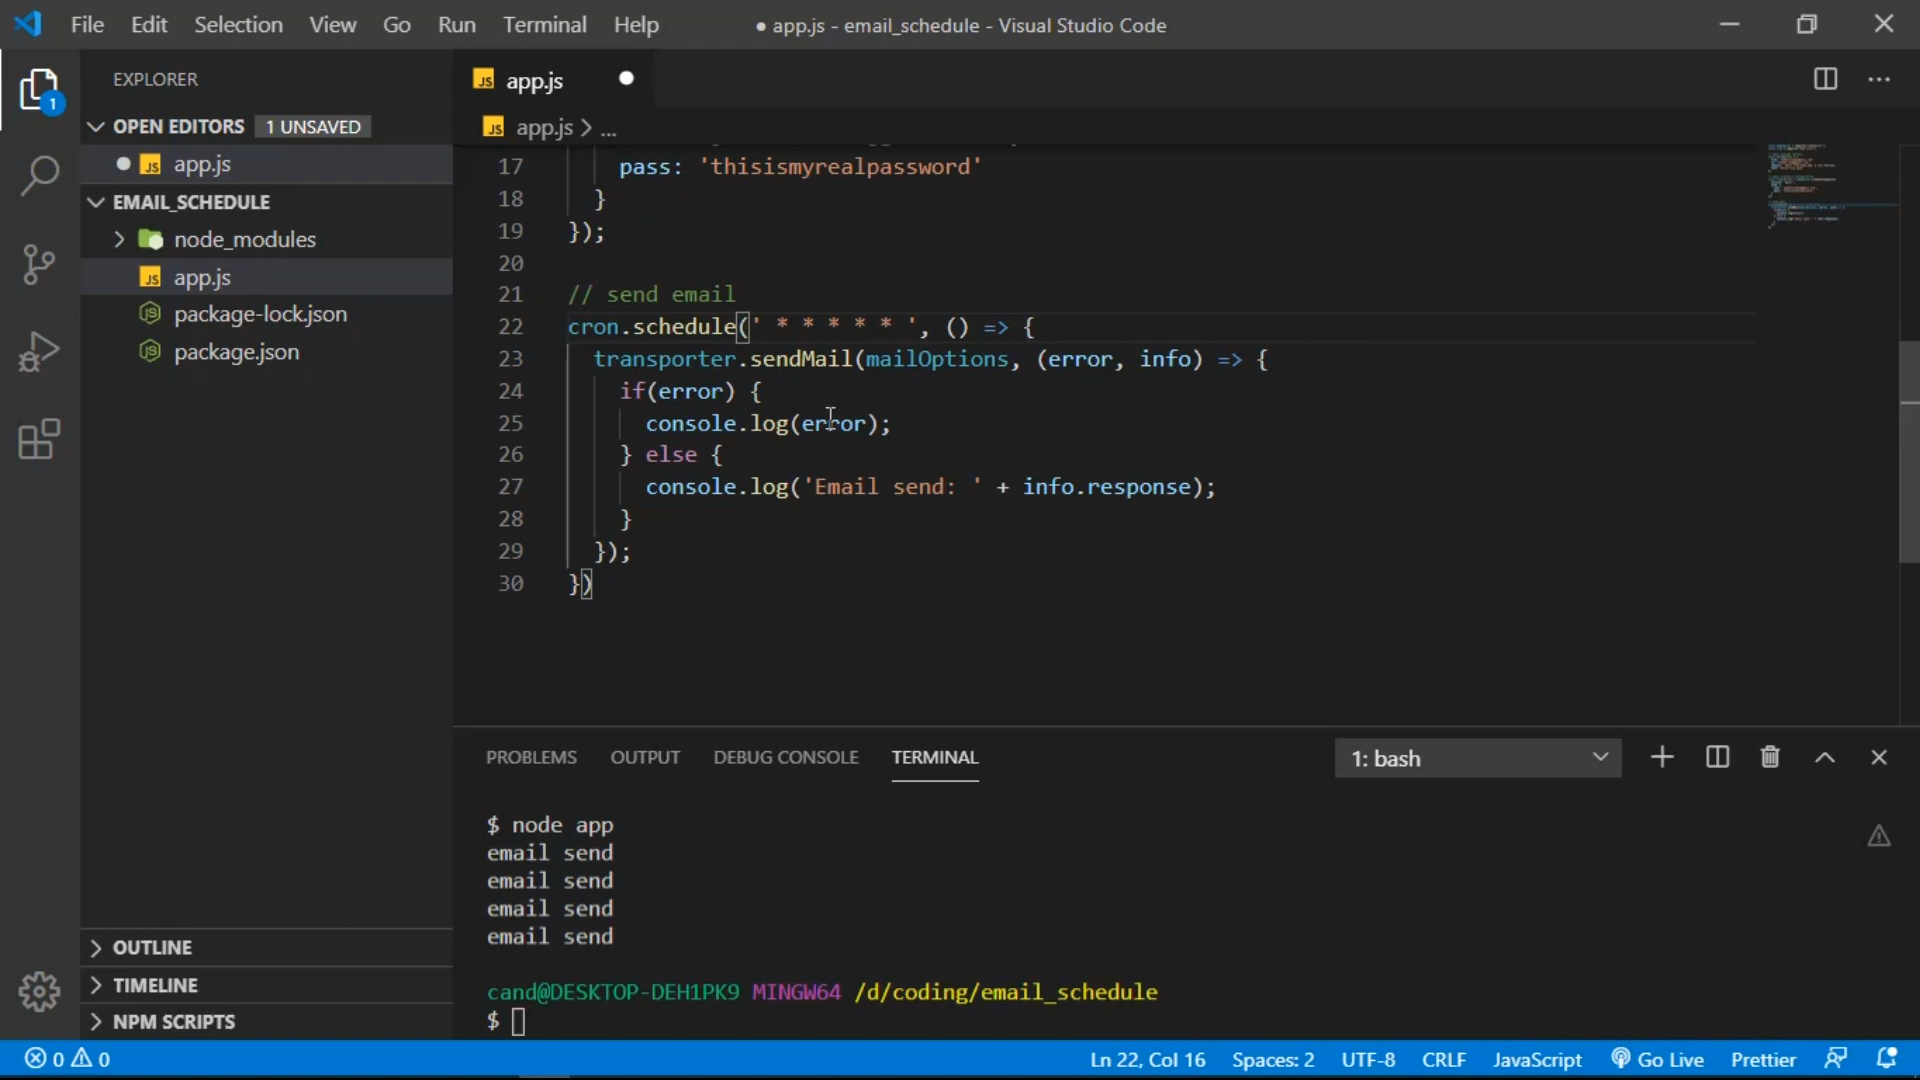 File Edit Selection View Go Run Terminal Help ● app.js - email_schedule - Visual Studio Code
EXPLORER
JS app.js
1
OPEN EDITORS 1 UNSAVED
JS app.js > ...
JS app.js
EMAIL_SCHEDULE
node_modules
JS app.js
package-lock.json
package.json
17 pass: 'thisismyrealpassword'
18 }
19 });
20
21 // send email
22 cron.schedule(' * * * * * ', () => {
23 transporter.sendMail(mailOptions, (error, info) => {
24 if(error) {
25 console.log(error);
26 } else {
27 console.log('Email send: ' + info.response);
28 }
29 });
30 })
PROBLEMS OUTPUT DEBUG CONSOLE TERMINAL 1: bash
$ node app
email send
email send
email send
email send
cand@DESKTOP-DEH1PK9 MINGW64 /d/coding/email_schedule
$
OUTLINE
TIMELINE
NPM SCRIPTS
0 0 Ln 22, Col 16 Spaces: 2 UTF-8 CRLF JavaScript Go Live Prettier